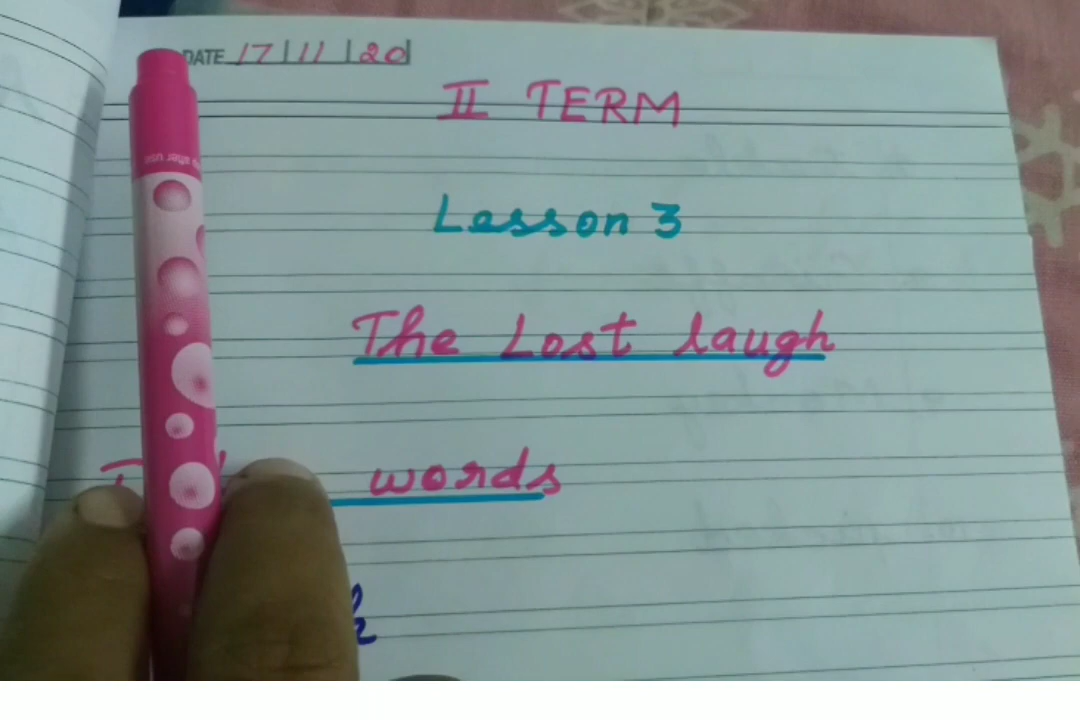 DATE 17/11/20
II TERM
Lesson 3
The Lost laugh
words